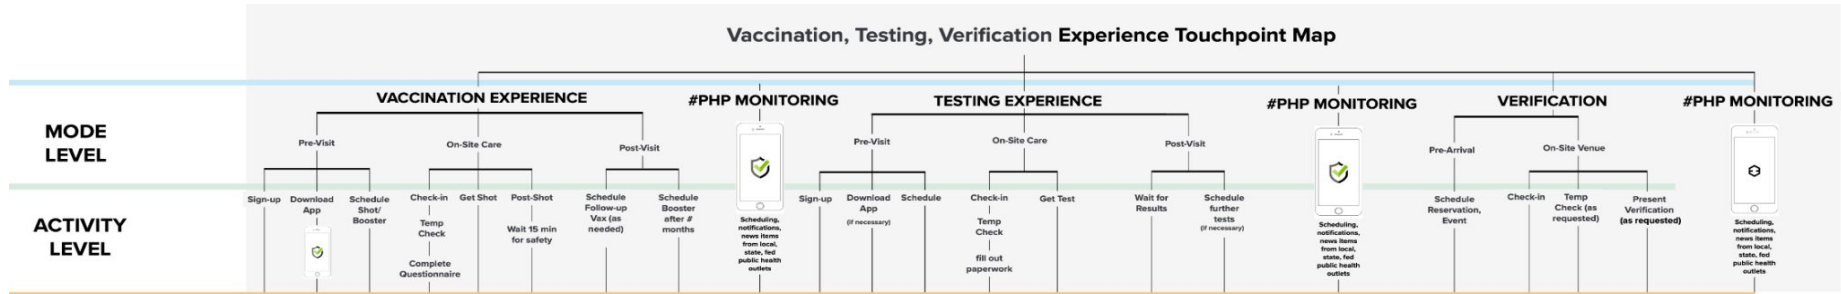 Vaccination, Testing, Verification Experience Touchpoint Map
MODE
LEVEL
VACCINATION EXPERIENCE
Pre-Visit
On-Site Care
Post-Visit
#PHP MONITORING
TESTING EXPERIENCE
Pre-Visit
On-Site Care
Post-Visit
#PHP MONITORING
VERIFICATION
Pre-Arrival
On-Site Venue
#PHP MONITORING
ACTIVITY
LEVEL
Sign-up
Download
App
Schedule
Shot/
Booster
Check-in
Temp
Check
Complete
Questionnaire
Get Shot
Post-Shot
Wait 15 min
for safety
Schedule
Follow-up
Vax (as
needed)
Schedule
Booster
after #
months
Scheduling,
notifications,
news items
from local,
state, fed
public health
outlets
Sign-up
Download
App
(if necessary)
Schedule
Check-in
Temp
Check
fill out
paperwork
Get Test
Wait for
Results
Schedule
further
tests
(if necessary)
Scheduling,
notifications,
news items
from local,
state, fed
public health
outlets
Schedule
Reservation,
Event
Check-in
Temp
Check (as
requested)
Present
Verification
(as requested)
Scheduling,
notifications,
news items
from local,
state, fed
public health
outlets